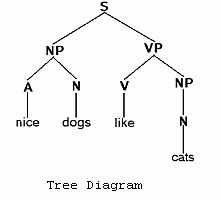 S
NP VP
A N V NP
nice dogs like N
cats
Tree Diagram